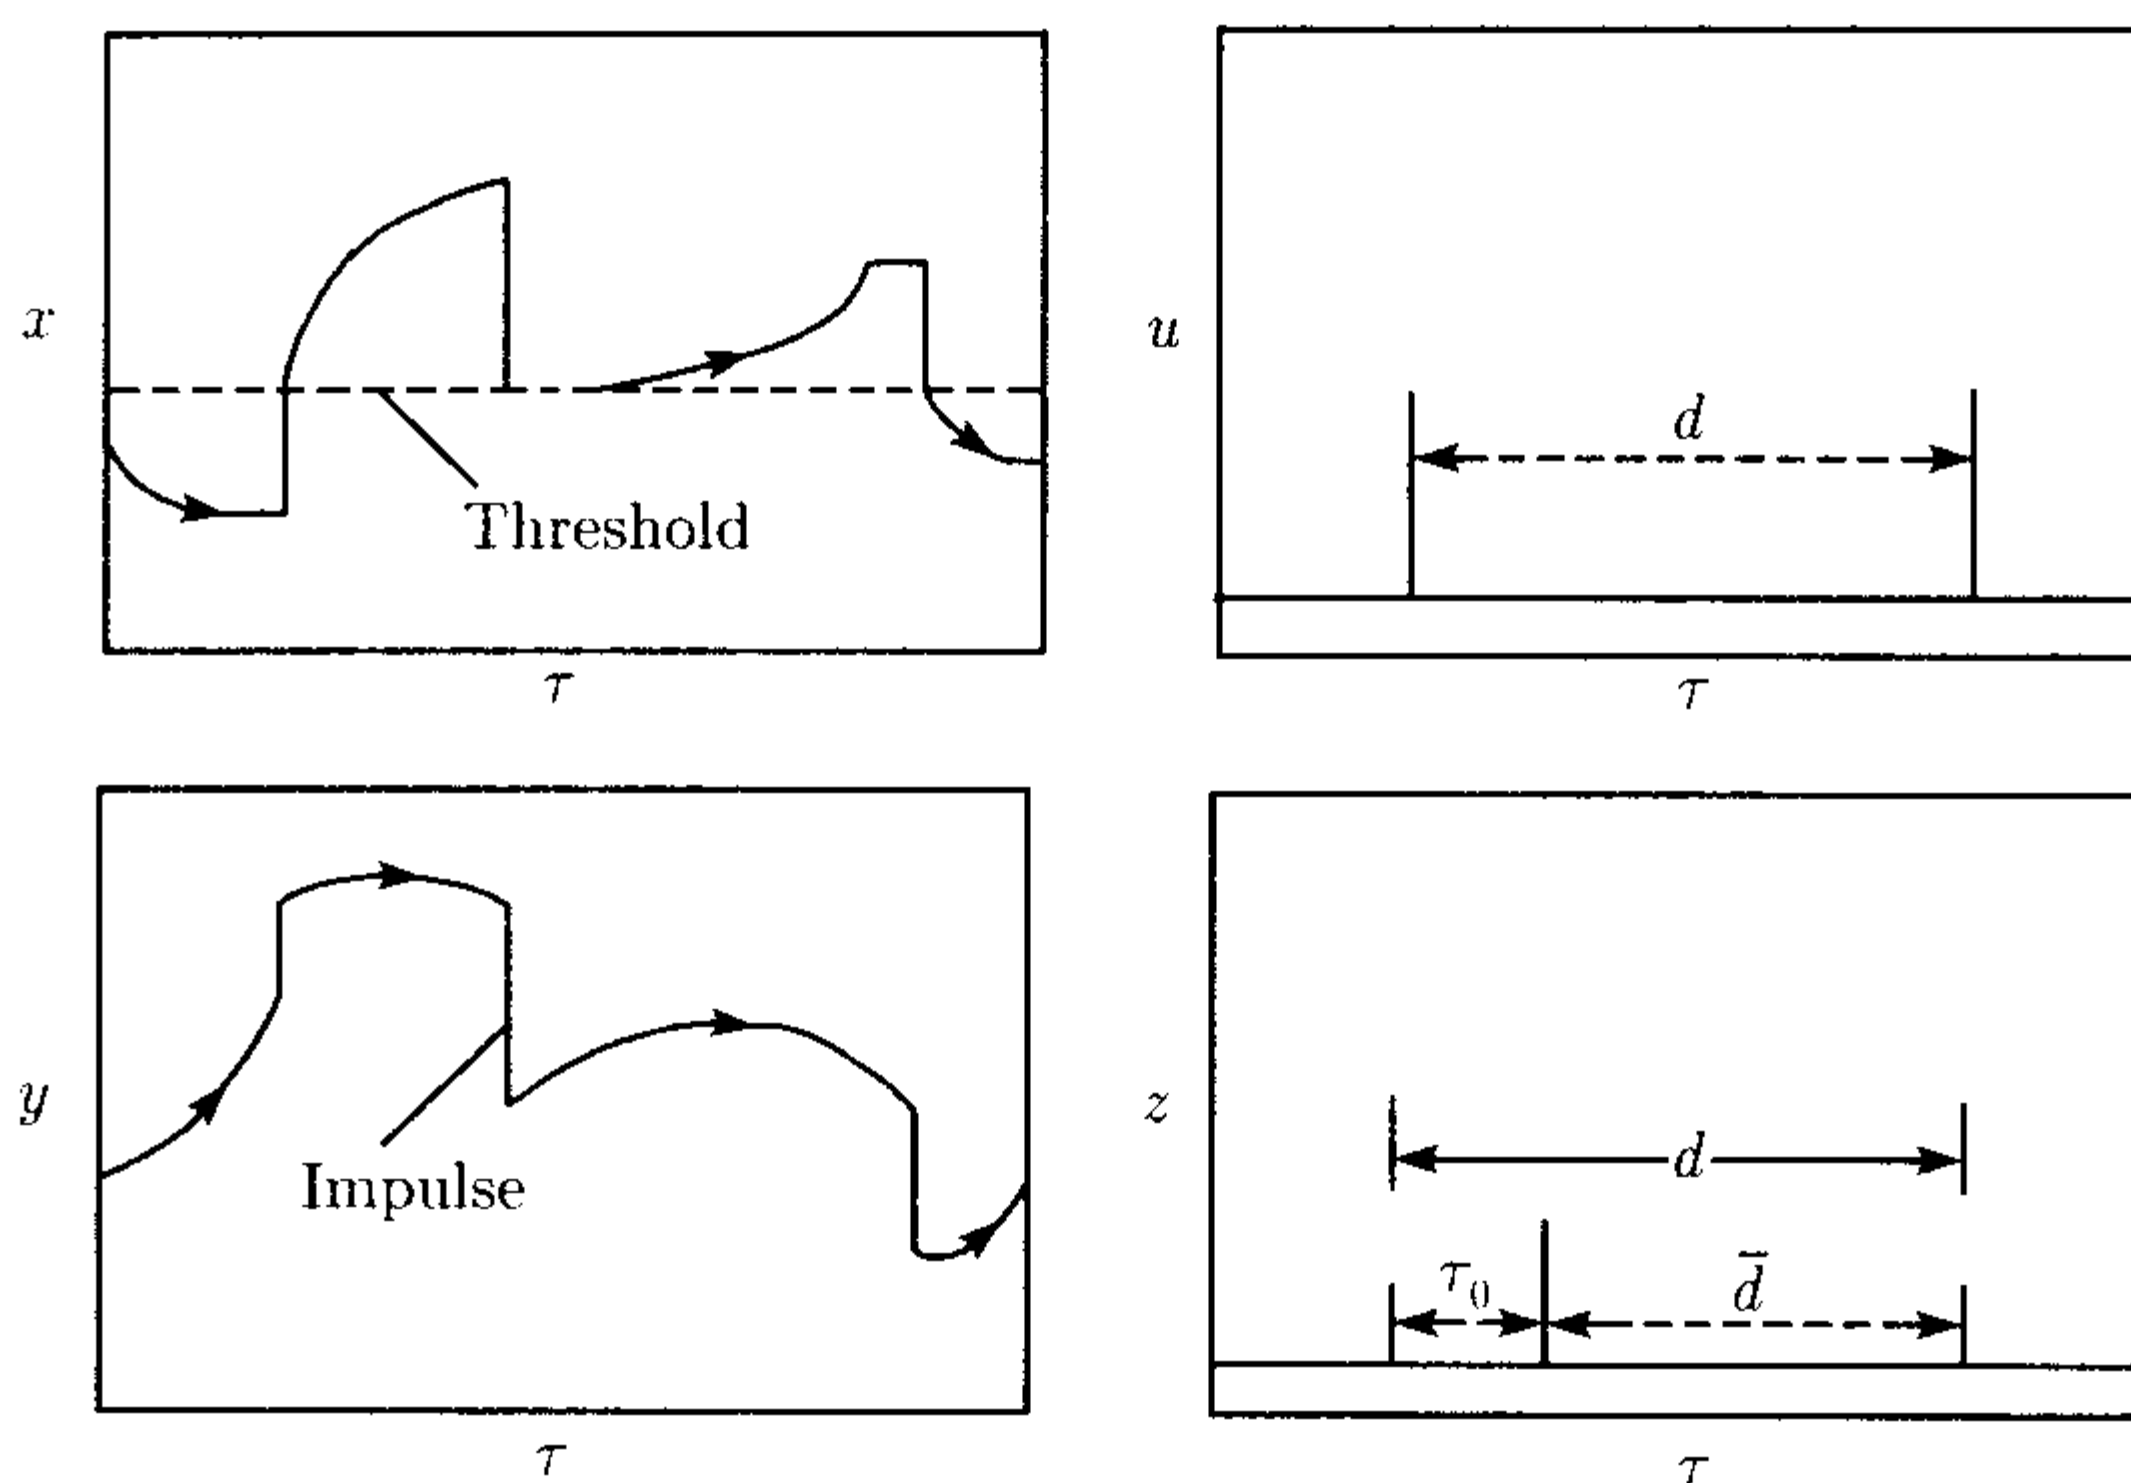 x
Threshold
τ
u
d
τ
y
Impulse
τ
z
d
τ₀
d̄
τ